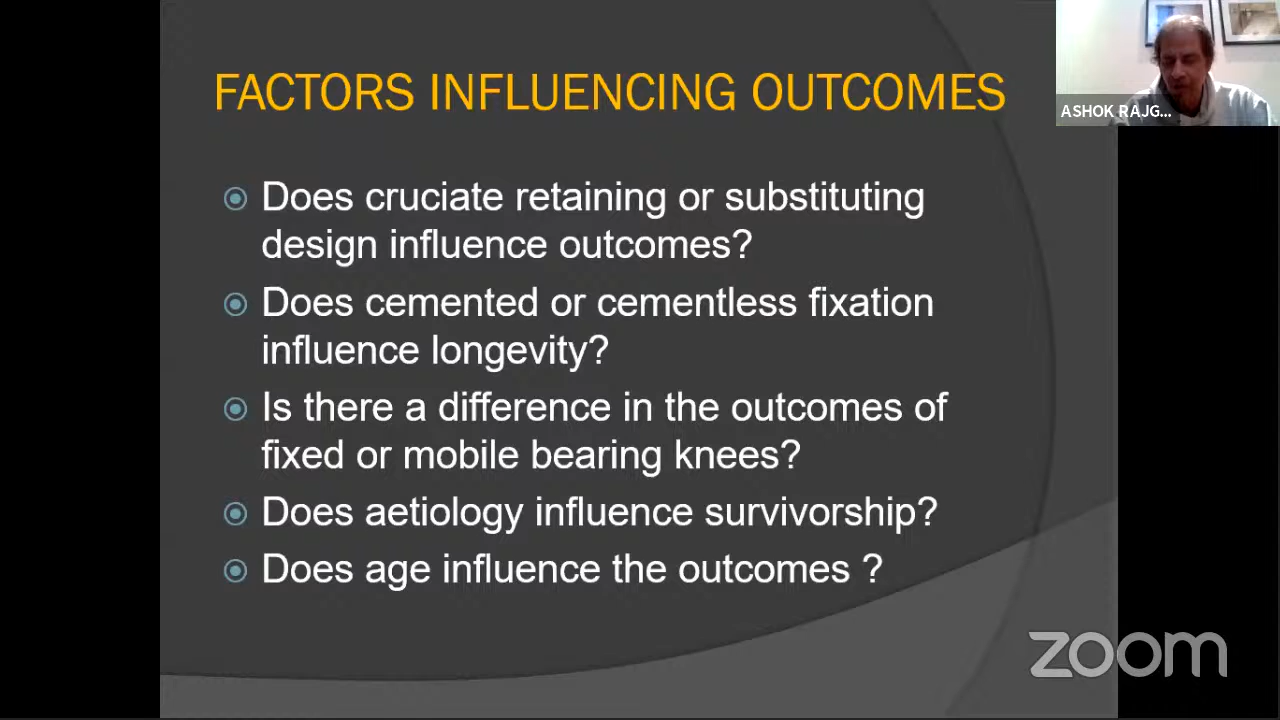 FACTORS INFLUENCING OUTCOMES
ASHOK RAJG...
Does cruciate retaining or substituting
design influence outcomes?
Does cemented or cementless fixation
influence longevity?
Is there a difference in the outcomes of
fixed or mobile bearing knees?
Does aetiology influence survivorship?
Does age influence the outcomes ?
zoom